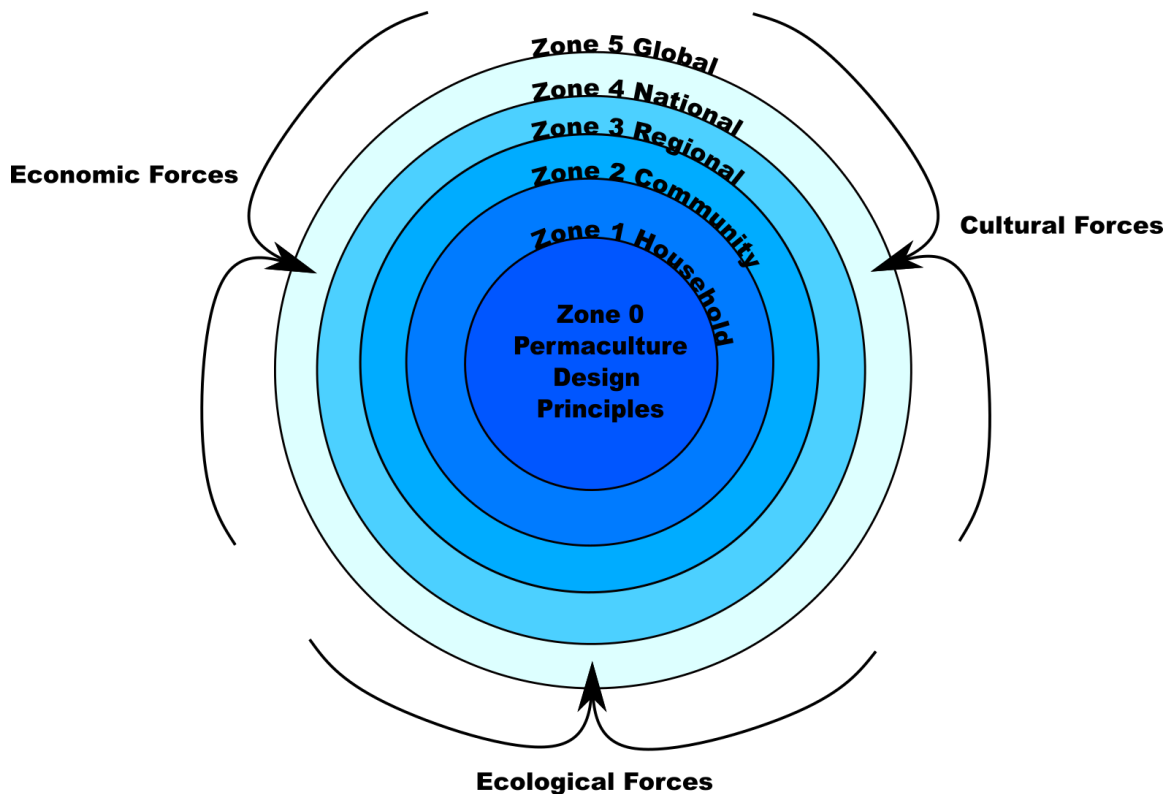 Zone 5 Global
Zone 4 National
Zone 3 Regional
Zone 2 Community
Zone 1 Household
Zone 0
Permaculture
Design
Principles
Economic Forces
Cultural Forces
Ecological Forces